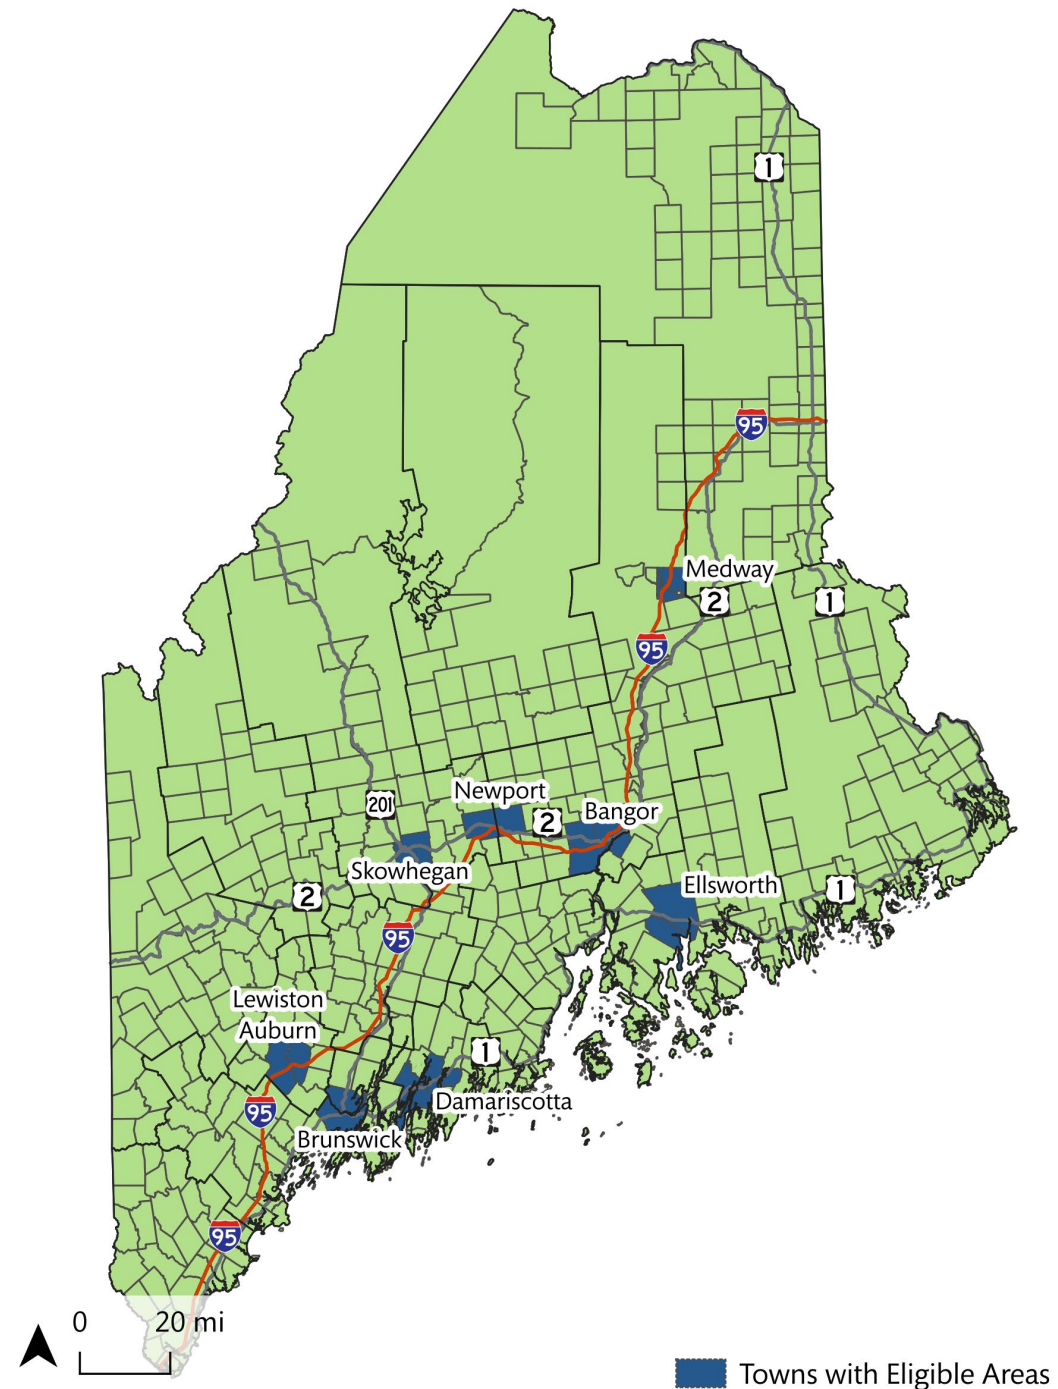 1
95
Medway
2
1
95
Newport
201
2
Bangor
Skowhegan
Ellsworth
2
1
95
Lewiston
Auburn
1
95
Damariscotta
Brunswick
95
0
20 mi
Towns with Eligible Areas